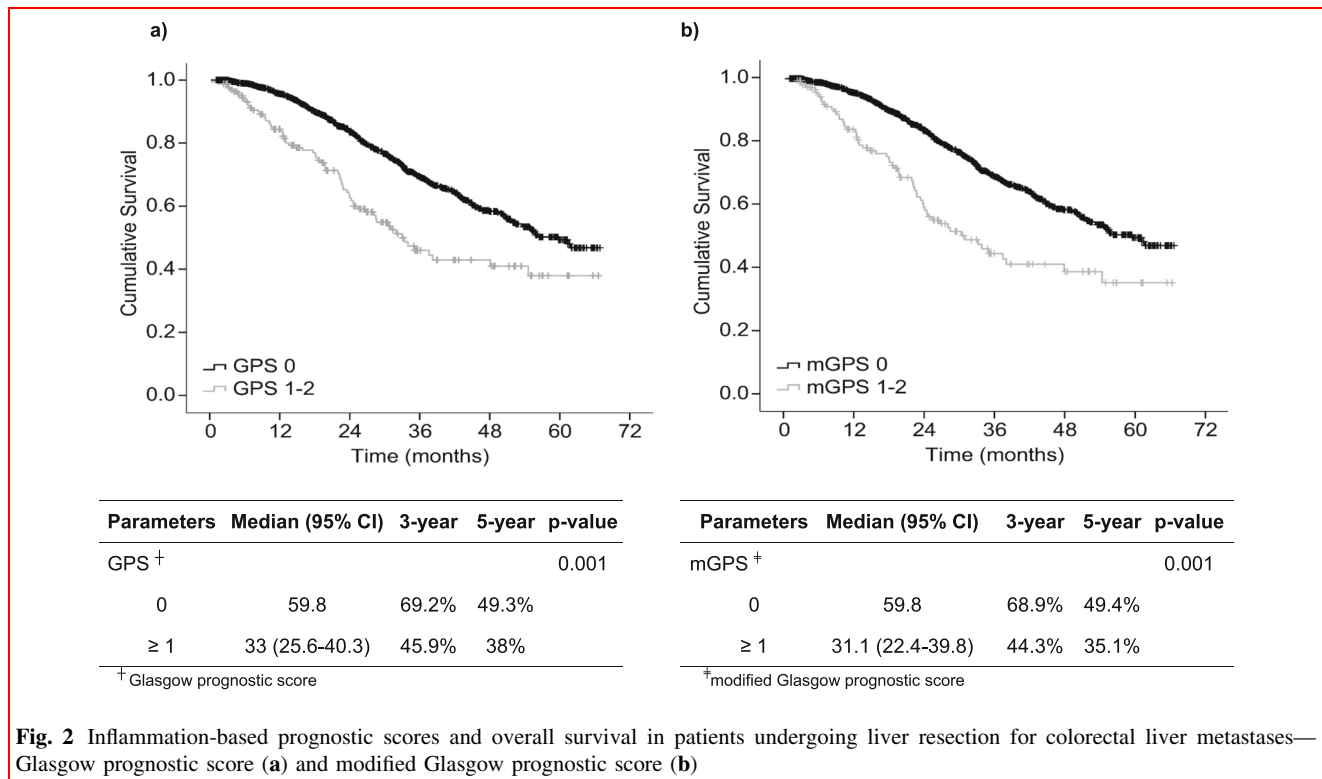 a)
1.0
0.8
0.6
0.4
0.2
0.0
Cumulative Survival
GPS 0
GPS 1-2
0 12 24 36 48 60 72
Time (months)
b)
1.0
0.8
0.6
0.4
0.2
0.0
Cumulative Survival
mGPS 0
mGPS 1-2
0 12 24 36 48 60 72
Time (months)
Parameters Median (95% CI) 3-year 5-year p-value
GPS ┼ 0.001
0 59.8 69.2% 49.3%
≥ 1 33 (25.6-40.3) 45.9% 38%
┼ Glasgow prognostic score
Parameters Median (95% CI) 3-year 5-year p-value
mGPS ǂ 0.001
0 59.8 68.9% 49.4%
≥ 1 31.1 (22.4-39.8) 44.3% 35.1%
ǂmodified Glasgow prognostic score
Fig. 2 Inflammation-based prognostic scores and overall survival in patients undergoing liver resection for colorectal liver metastases—
Glasgow prognostic score (a) and modified Glasgow prognostic score (b)